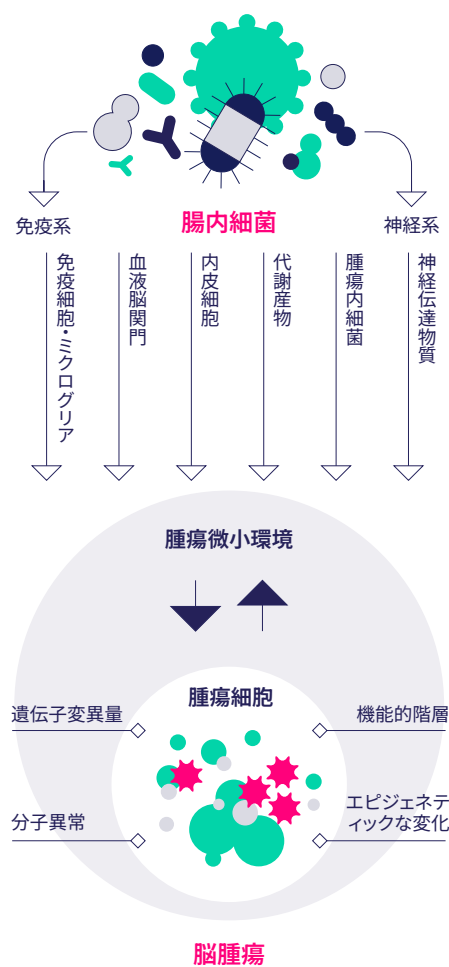 免疫系
腸内細菌
神経系
免疫細胞・ミクログリア
血液脳関門
内皮細胞
代謝産物
腫瘍内細菌
神経伝達物質
腫瘍微小環境
腫瘍細胞
遺伝子変異量
機能的階層
分子異常
エピジェネテ
ィックな変化
脳腫瘍